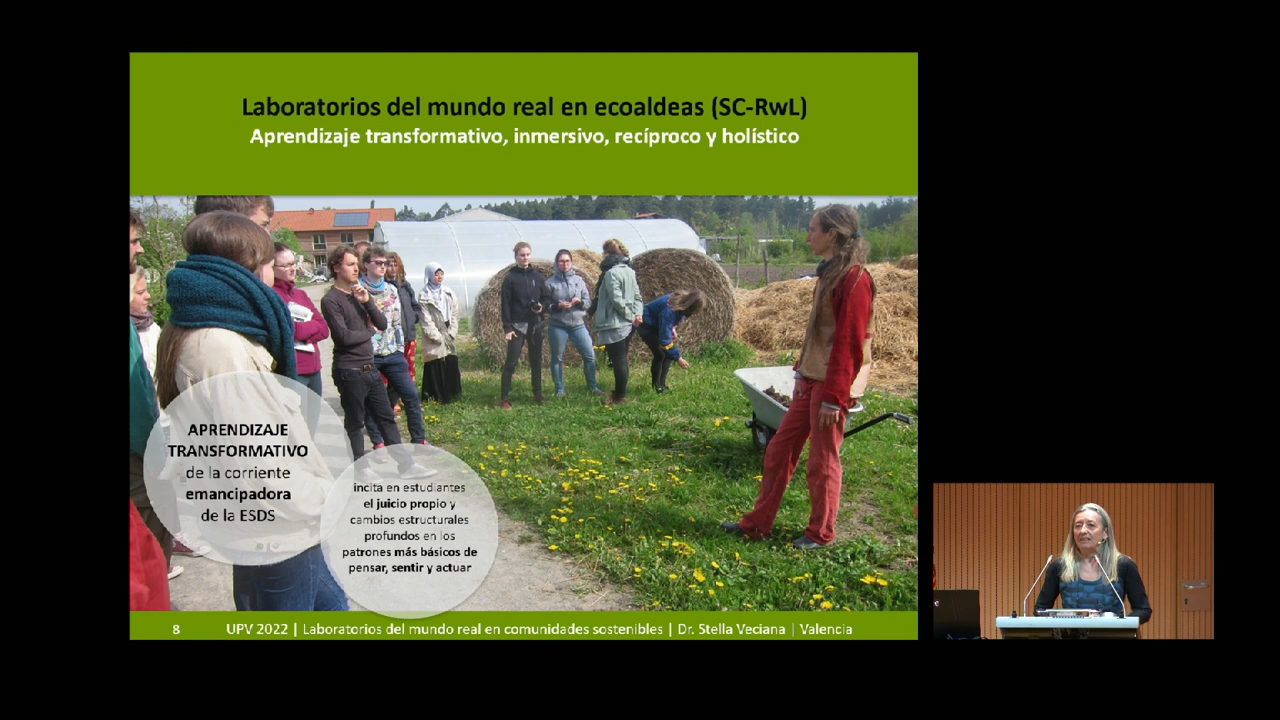 Laboratorios del mundo real en ecoaldeas (SC-RwL)
Aprendizaje transformativo, inmersivo, recíproco y holístico
APRENDIZAJE
TRANSFORMATIVO
de la corriente
emancipadora
de la ESDS
incita en estudiantes
el juicio propio y
cambios estructurales
profundos en los
patrones más básicos de
pensar, sentir y actuar
8 UPV 2022 | Laboratorios del mundo real en comunidades sostenibles | Dr. Stella Veciana | Valencia